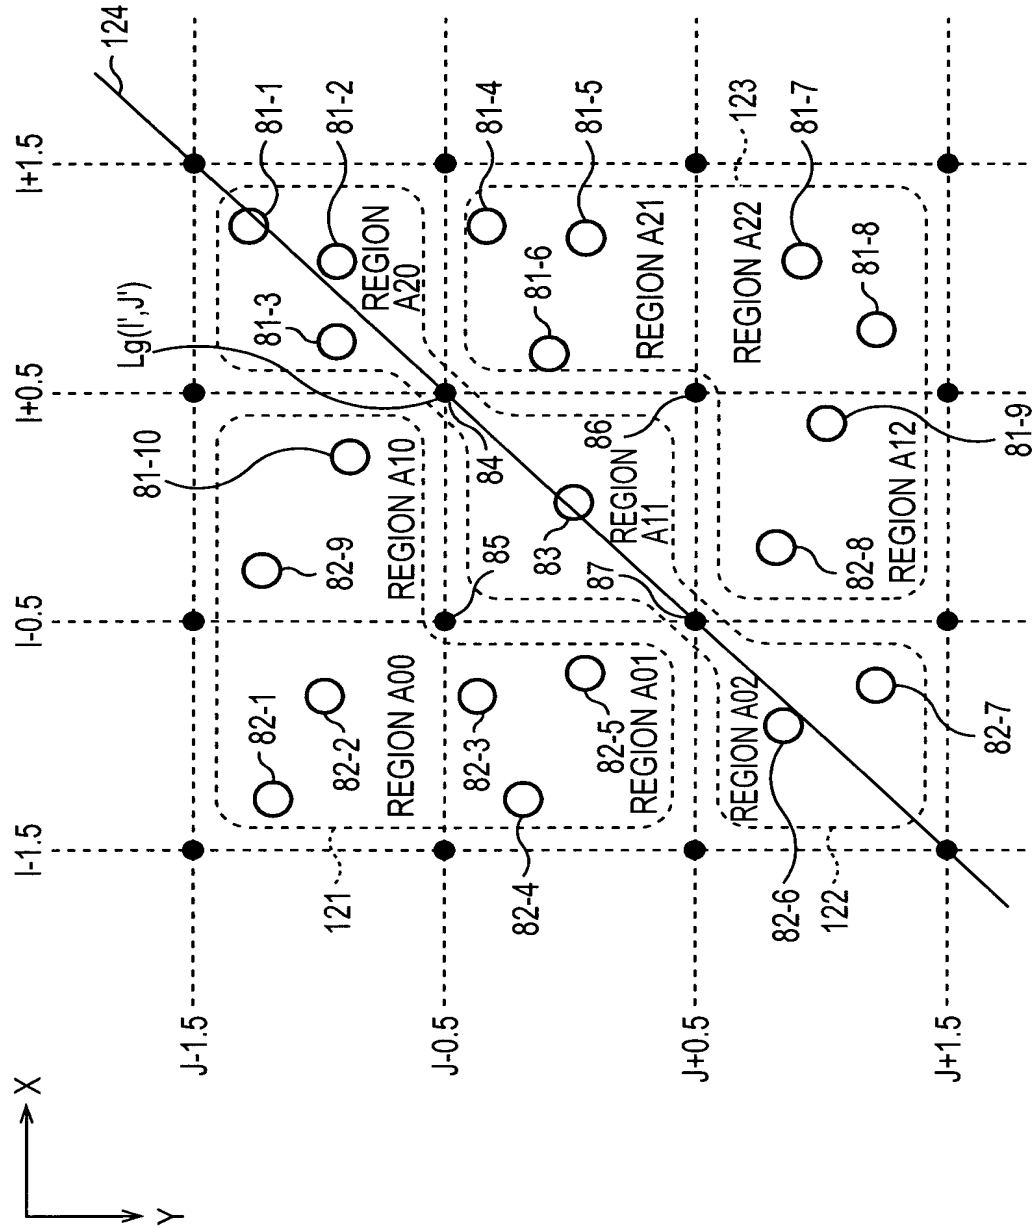 X
I-1.5
I-0.5
I+0.5
I+1.5
124
Lg(I',J')
81-10
Y
J-1.5
82-1
82-9
81-3
81-1
81-2
121
82-2
REGION A00
REGION A10
REGION
A20
J-0.5
82-3
84
85
81-4
82-4
82-5
83
81-6
81-5
REGION A01
REGION
A11
REGION A21
87
86
J+0.5
REGION A02
REGION A22
123
82-6
122
82-8
81-7
81-8
REGION A12
J+1.5
82-7
81-9